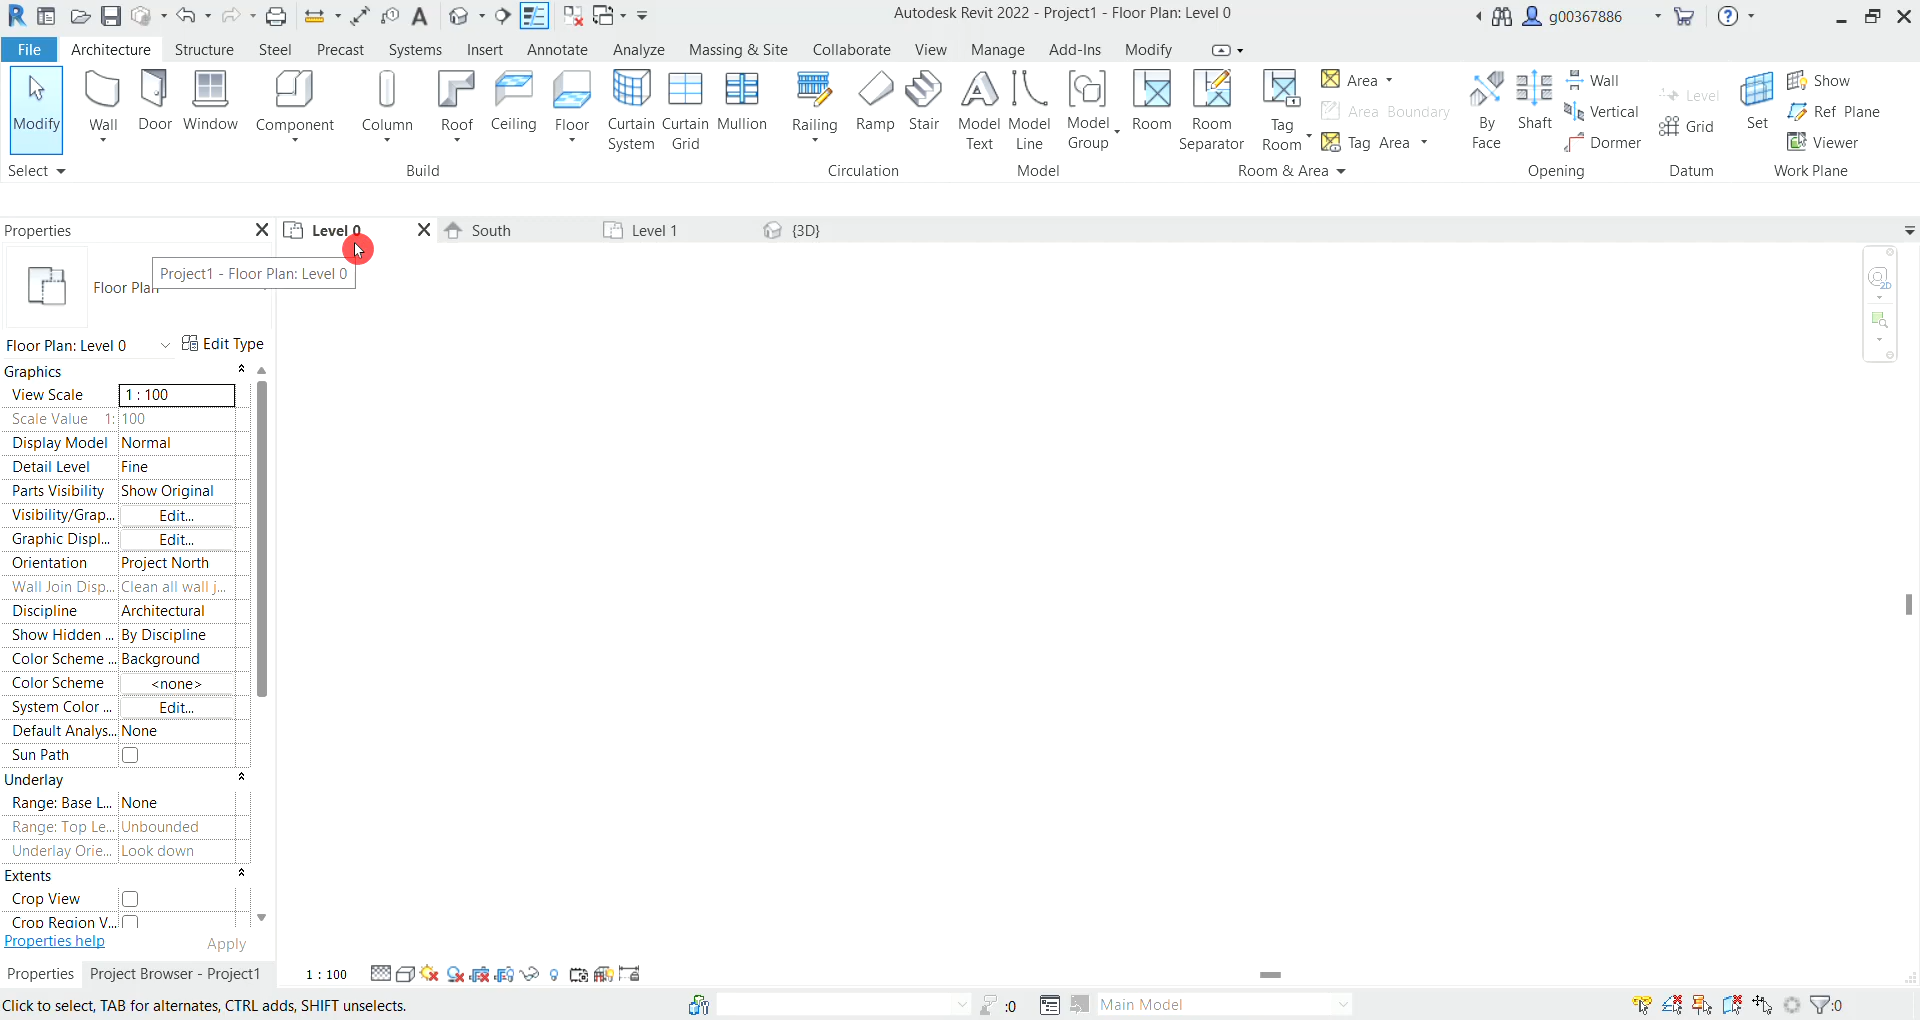 Autodesk Revit 2022 - Project1 - Floor Plan: Level 0
g00367886
File Architecture Structure Steel Precast Systems Insert Annotate Analyze Massing & Site Collaborate View Manage Add-Ins Modify
Modify Wall Door Window Component Column Roof Ceiling Floor Curtain System Curtain Grid Mullion Railing Ramp Stair Model Text Model Line Model Group Room Room Separator Tag Room
Area
Area Boundary
Tag Area
By Face Shaft
Wall
Vertical
Dormer
Level
Grid
Set
Show
Ref Plane
Viewer
Select Build Circulation Model Room & Area Opening Datum Work Plane
Properties
Level 0 South Level 1 {3D}
Project1 - Floor Plan: Level 0
Floor Plan
2D
Floor Plan: Level 0 Edit Type
Graphics
View Scale 1 : 100
Scale Value 1: 100
Display Model Normal
Detail Level Fine
Parts Visibility Show Original
Visibility/Grap... Edit...
Graphic Displ... Edit...
Orientation Project North
Wall Join Disp... Clean all wall j...
Discipline Architectural
Show Hidden ... By Discipline
Color Scheme ... Background
Color Scheme <none>
System Color ... Edit...
Default Analys... None
Sun Path
Underlay
Range: Base L... None
Range: Top Le... Unbounded
Underlay Orie... Look down
Extents
Crop View
Crop Region V...
Properties help Apply
Properties Project Browser - Project1 1 : 100
Click to select, TAB for alternates, CTRL adds, SHIFT unselects. :0 Main Model :0